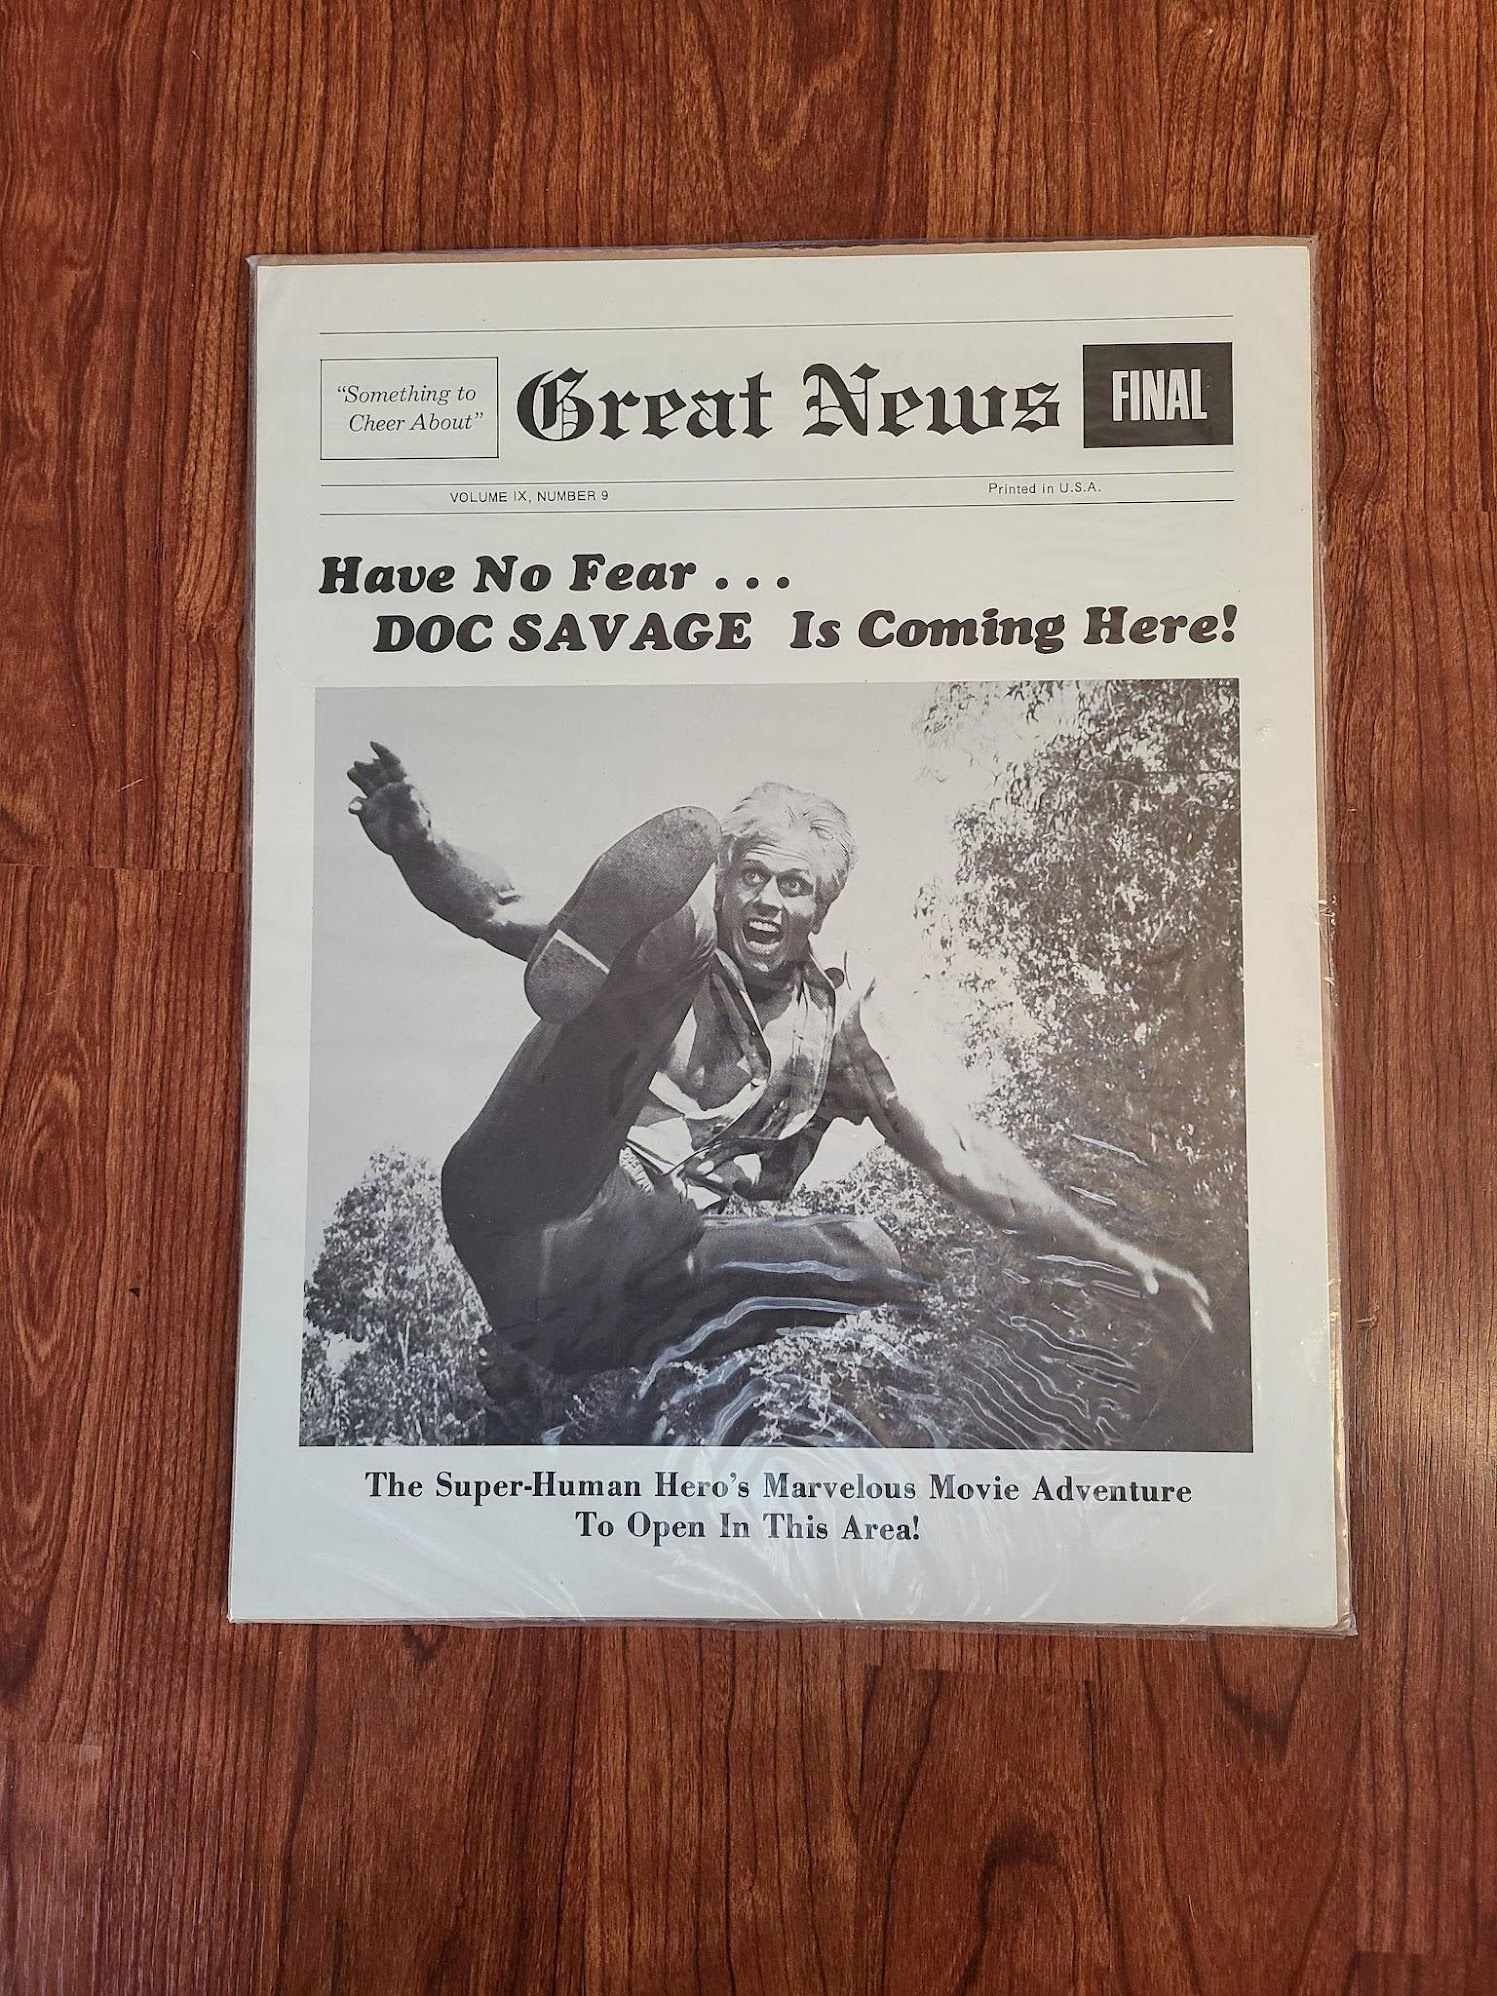 "Something to
Cheer About"
Great News
FINAL
VOLUME IX, NUMBER 9
Printed in U.S.A.
Have No Fear . . .
DOC SAVAGE Is Coming Here!
The Super-Human Hero's Marvelous Movie Adventure
To Open In This Area!